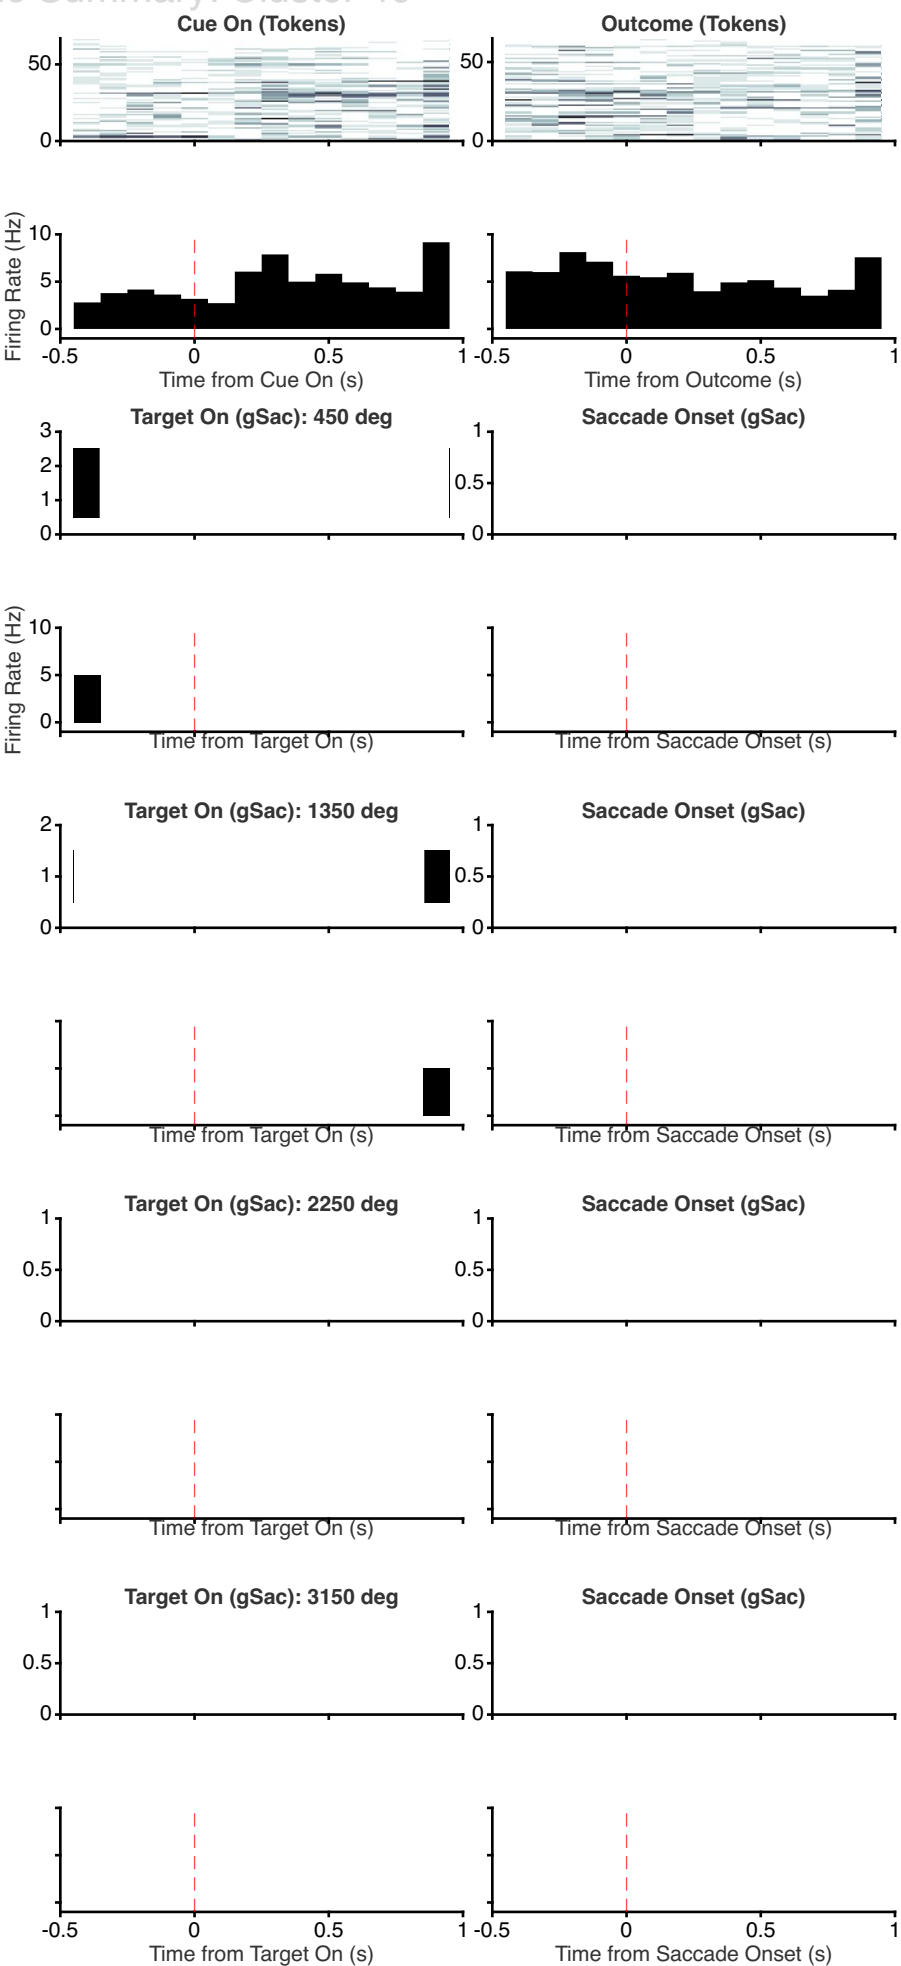 Summary: Cluster
Cue On (Tokens)
Outcome (Tokens)
50
0
50
0
Firing Rate (Hz)
10
5
0
-0.5
0
0.5
1
-0.5
0
0.5
1
Time from Cue On (s)
Time from Outcome (s)
Target On (gSac): 450 deg
Saccade Onset (gSac)
3
2
1
0
1
0.5
0
Firing Rate (Hz)
10
5
0
Time from Target On (s)
Time from Saccade Onset (s)
Target On (gSac): 1350 deg
Saccade Onset (gSac)
2
1
0
1
0.5
0
Time from Target On (s)
Time from Saccade Onset (s)
Target On (gSac): 2250 deg
Saccade Onset (gSac)
1
0.5
0
1
0.5
0
Time from Target On (s)
Time from Saccade Onset (s)
Target On (gSac): 3150 deg
Saccade Onset (gSac)
1
0.5
0
1
0.5
0
-0.5
0
0.5
1
-0.5
0
0.5
1
Time from Target On (s)
Time from Saccade Onset (s)